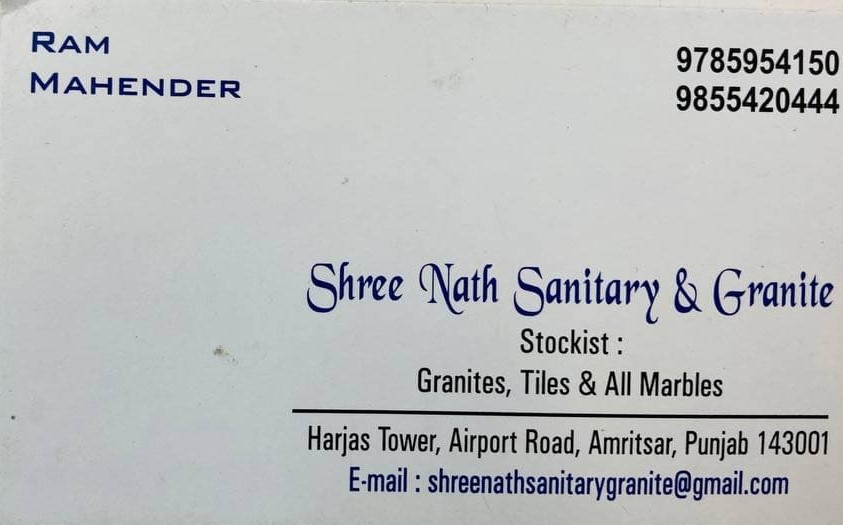 RAM
MAHENDER
9785954150
9855420444
Shree Nath Sanitary & Granite
Stockist :
Granites, Tiles & All Marbles
Harjas Tower, Airport Road, Amritsar, Punjab 143001
E-mail : shreenathsanitarygranite@gmail.com